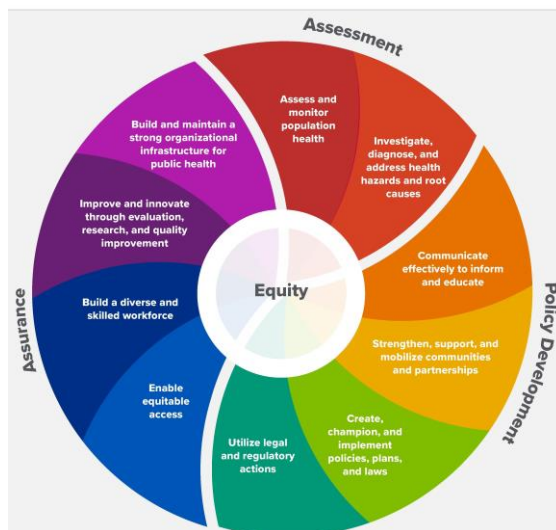 Assessment
Assess and
monitor
population
health
Investigate,
diagnose, and
address health
hazards and root
causes
Policy Development
Communicate
effectively to inform
and educate
Strengthen, support, and
mobilize communities
and partnerships
Create,
champion, and
implement
policies, plans,
and laws
Utilize legal
and regulatory
actions
Assurance
Enable
equitable
access
Build a diverse and
skilled workforce
Improve and innovate
through evaluation,
research, and quality
improvement
Build and maintain a
strong organizational
infrastructure for
public health
Equity